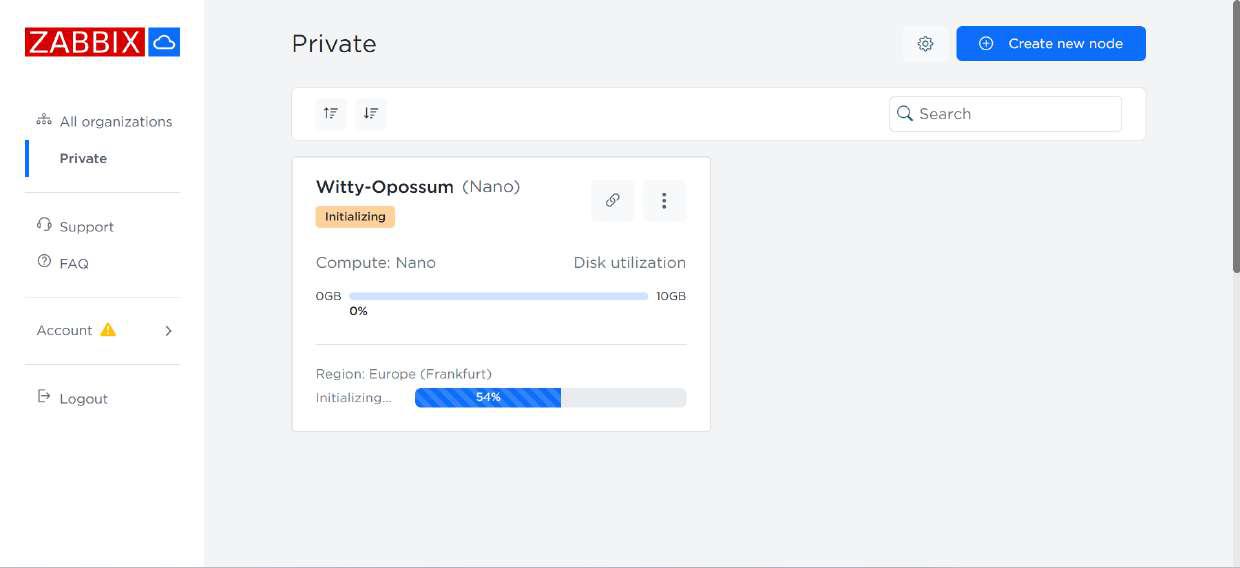 ZABBIX
All organizations
Private
Support
FAQ
Account
Logout
Private
Create new node
Search
Witty-Opossum (Nano)
Initializing
Compute: Nano Disk utilization
0GB 10GB
0%
Region: Europe (Frankfurt)
Initializing... 54%